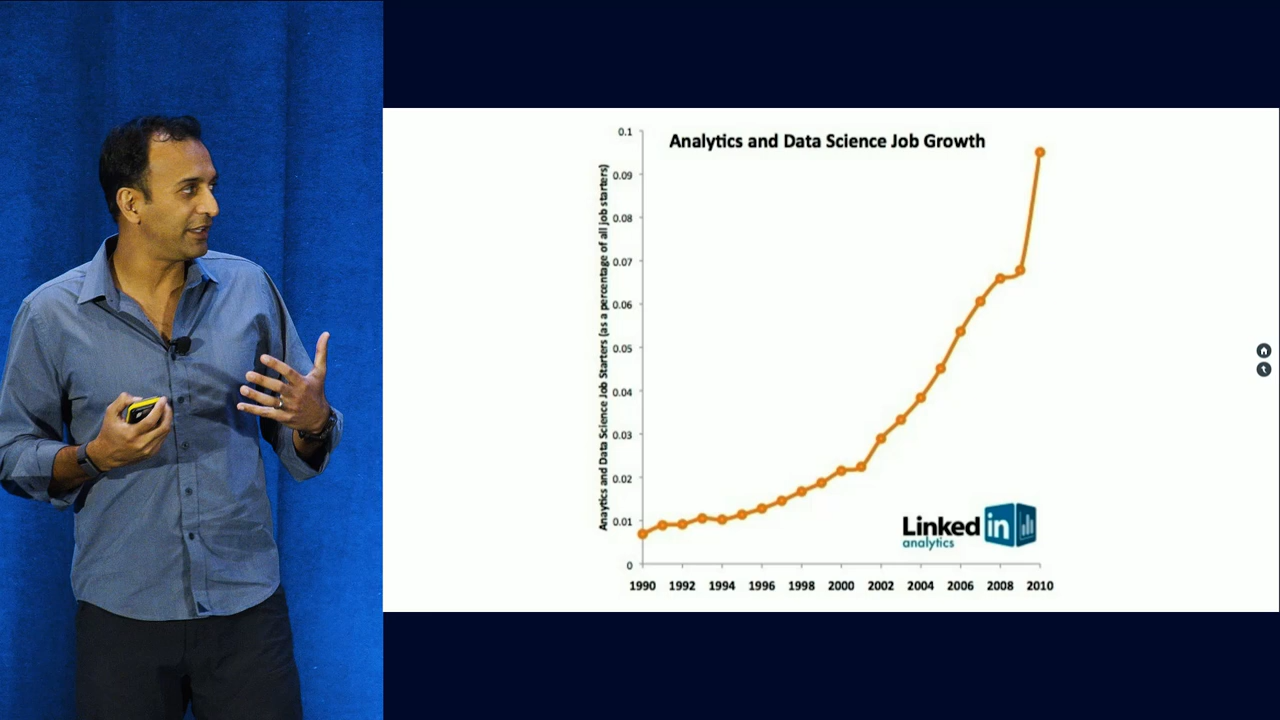 Analytics and Data Science Job Growth
Anaytics and Data Science Job Starters (as a percentage of all job starters)
0.1
0.09
0.08
0.07
0.06
0.05
0.04
0.03
0.02
0.01
0
1990 1992 1994 1996 1998 2000 2002 2004 2006 2008 2010
Linked in
analytics